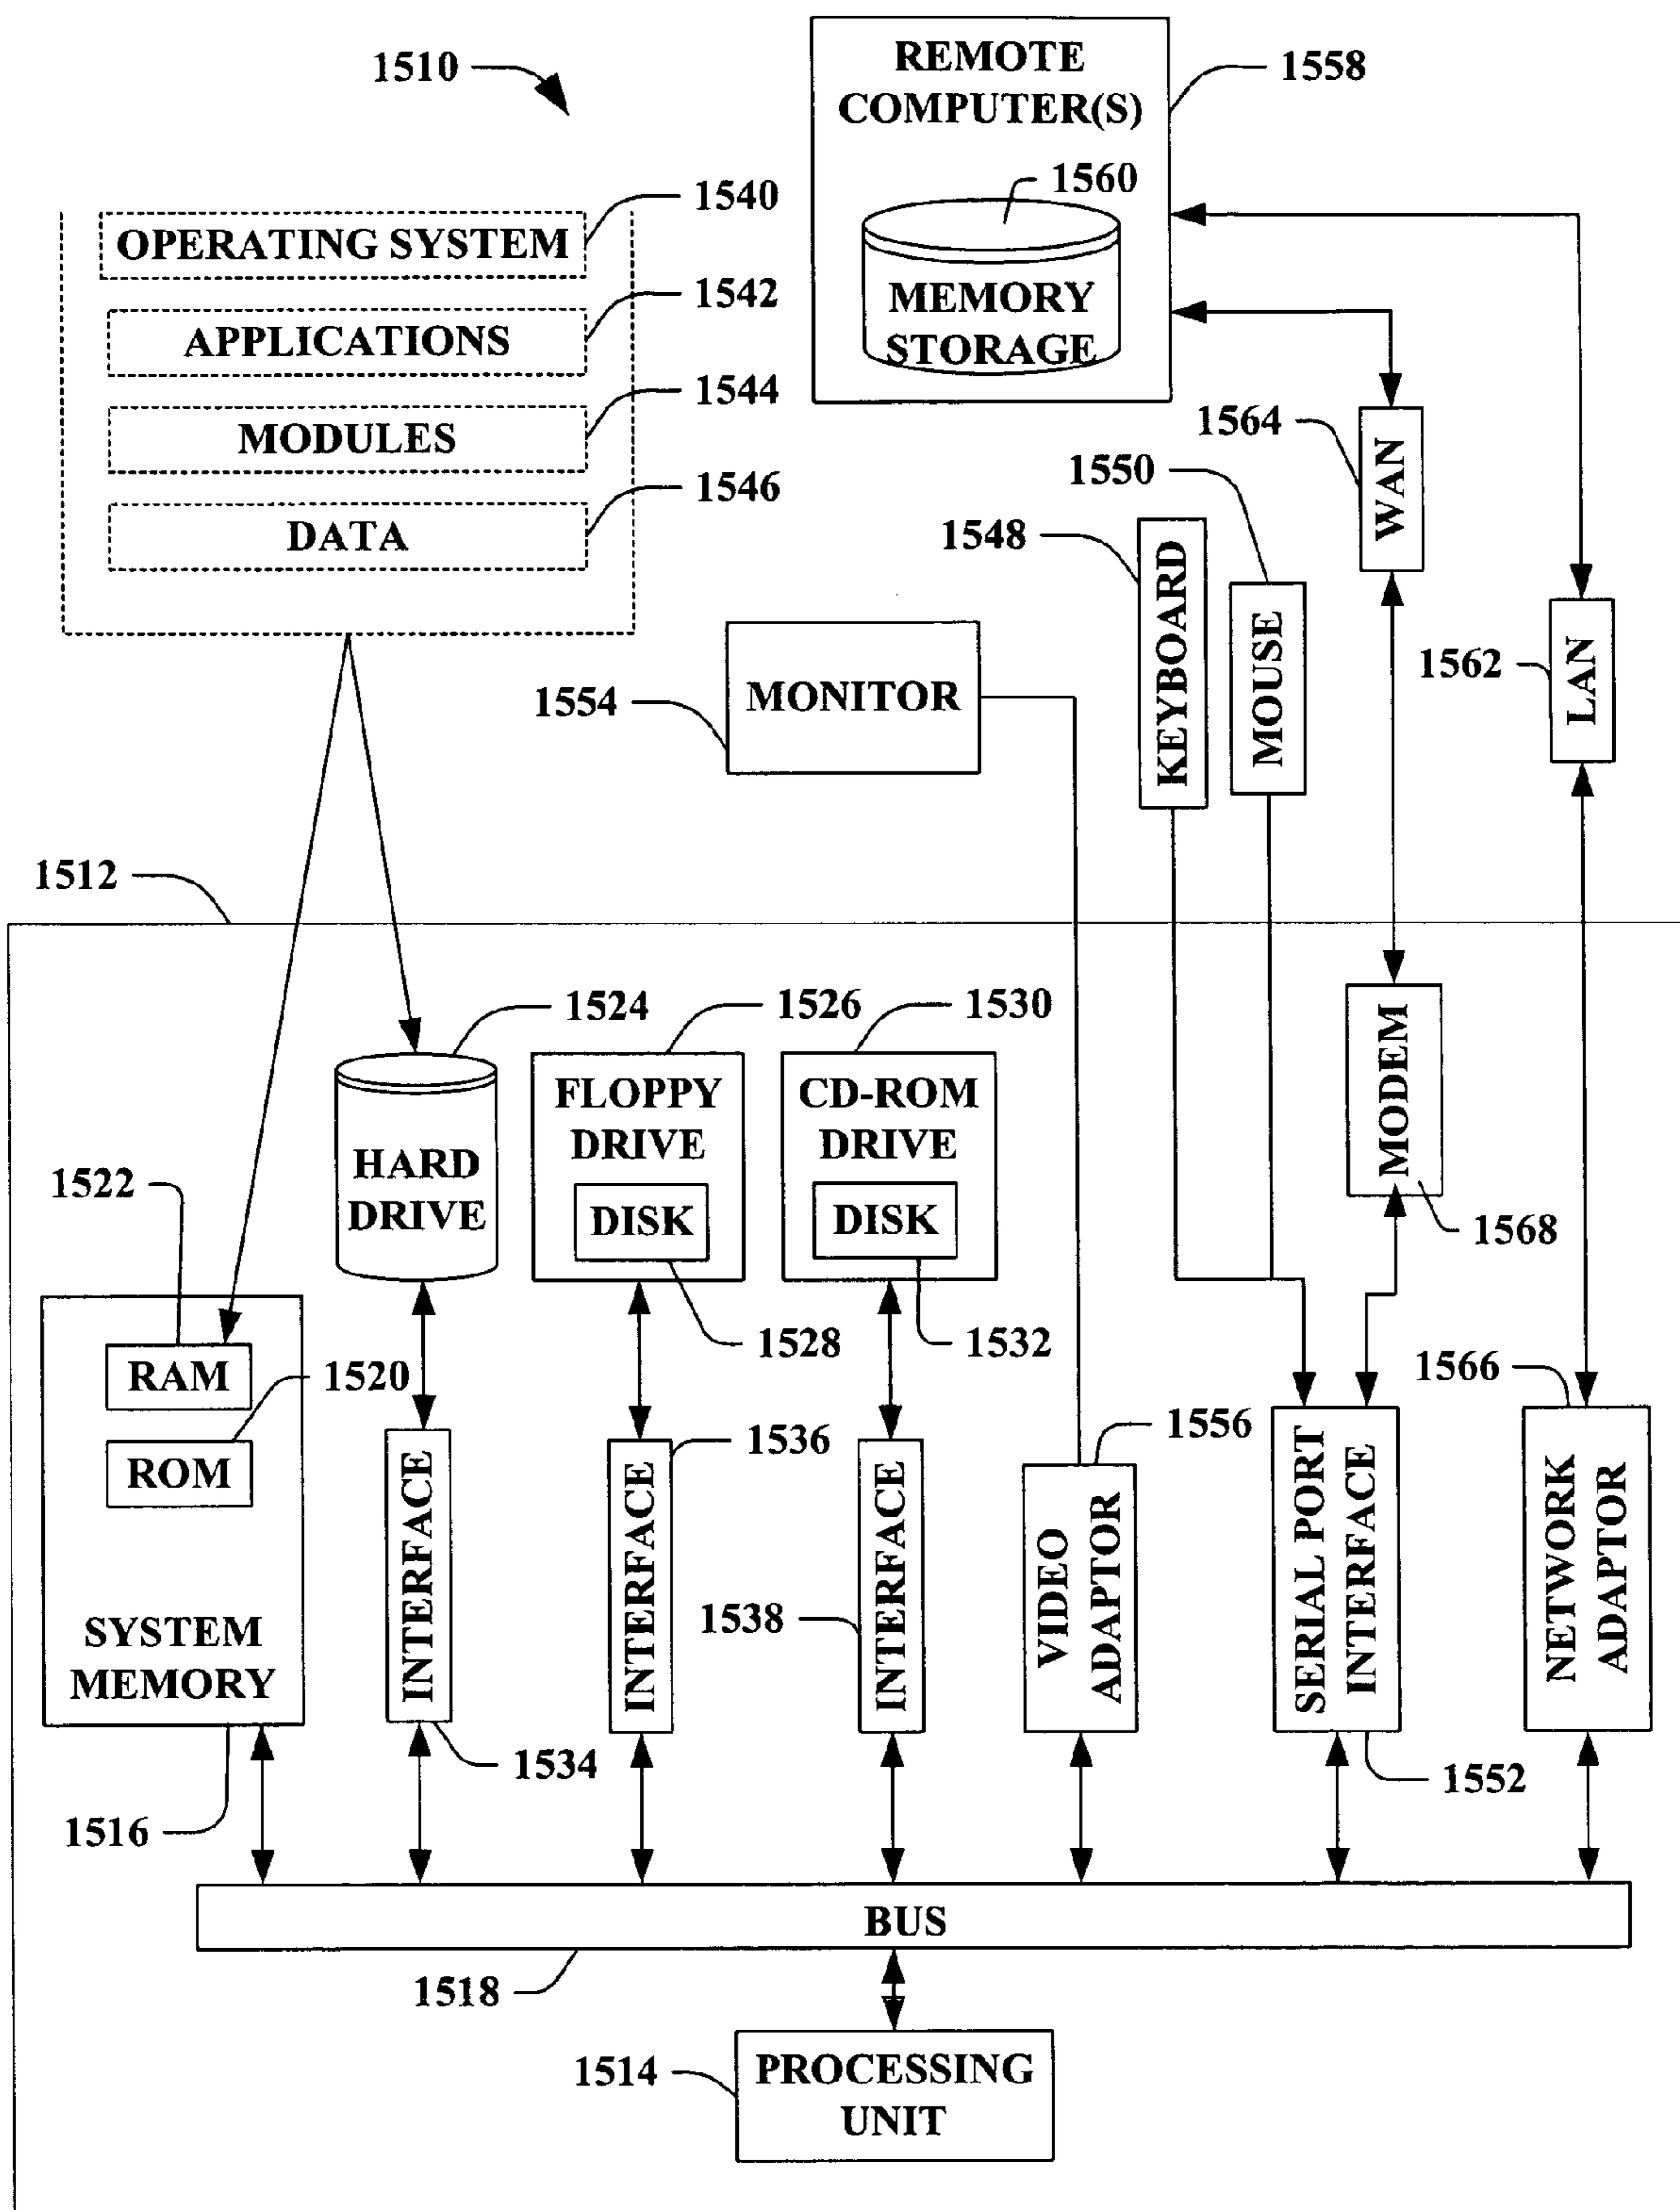 1510
REMOTE
COMPUTER(S)
1558
1560
MEMORY
STORAGE
1540
OPERATING SYSTEM
1542
APPLICATIONS
1544
MODULES
1546
DATA
1564
WAN
1550
1548
KEYBOARD
MOUSE
1562
LAN
1554
MONITOR
1512
1524
1526
1530
HARD
DRIVE
FLOPPY
DRIVE
DISK
CD-ROM
DRIVE
DISK
MODEM
1568
1522
1528
1532
RAM
1520
ROM
SYSTEM
MEMORY
1566
1536
1556
INTERFACE
INTERFACE
1538
INTERFACE
VIDEO
ADAPTOR
SERIAL PORT
INTERFACE
NETWORK
ADAPTOR
1534
1552
1516
BUS
1518
1514
PROCESSING
UNIT